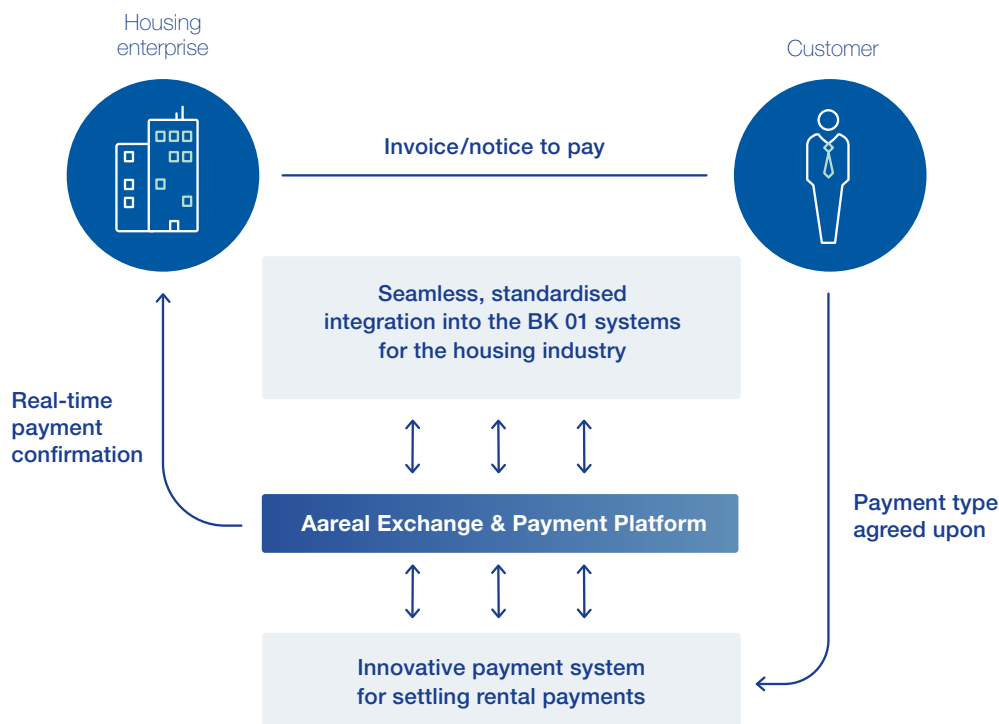 Housing
enterprise
Customer
Invoice/notice to pay
Seamless, standardised
integration into the BK 01 systems
for the housing industry
Real-time
payment
confirmation
Aareal Exchange & Payment Platform
Payment type
agreed upon
Innovative payment system
for settling rental payments